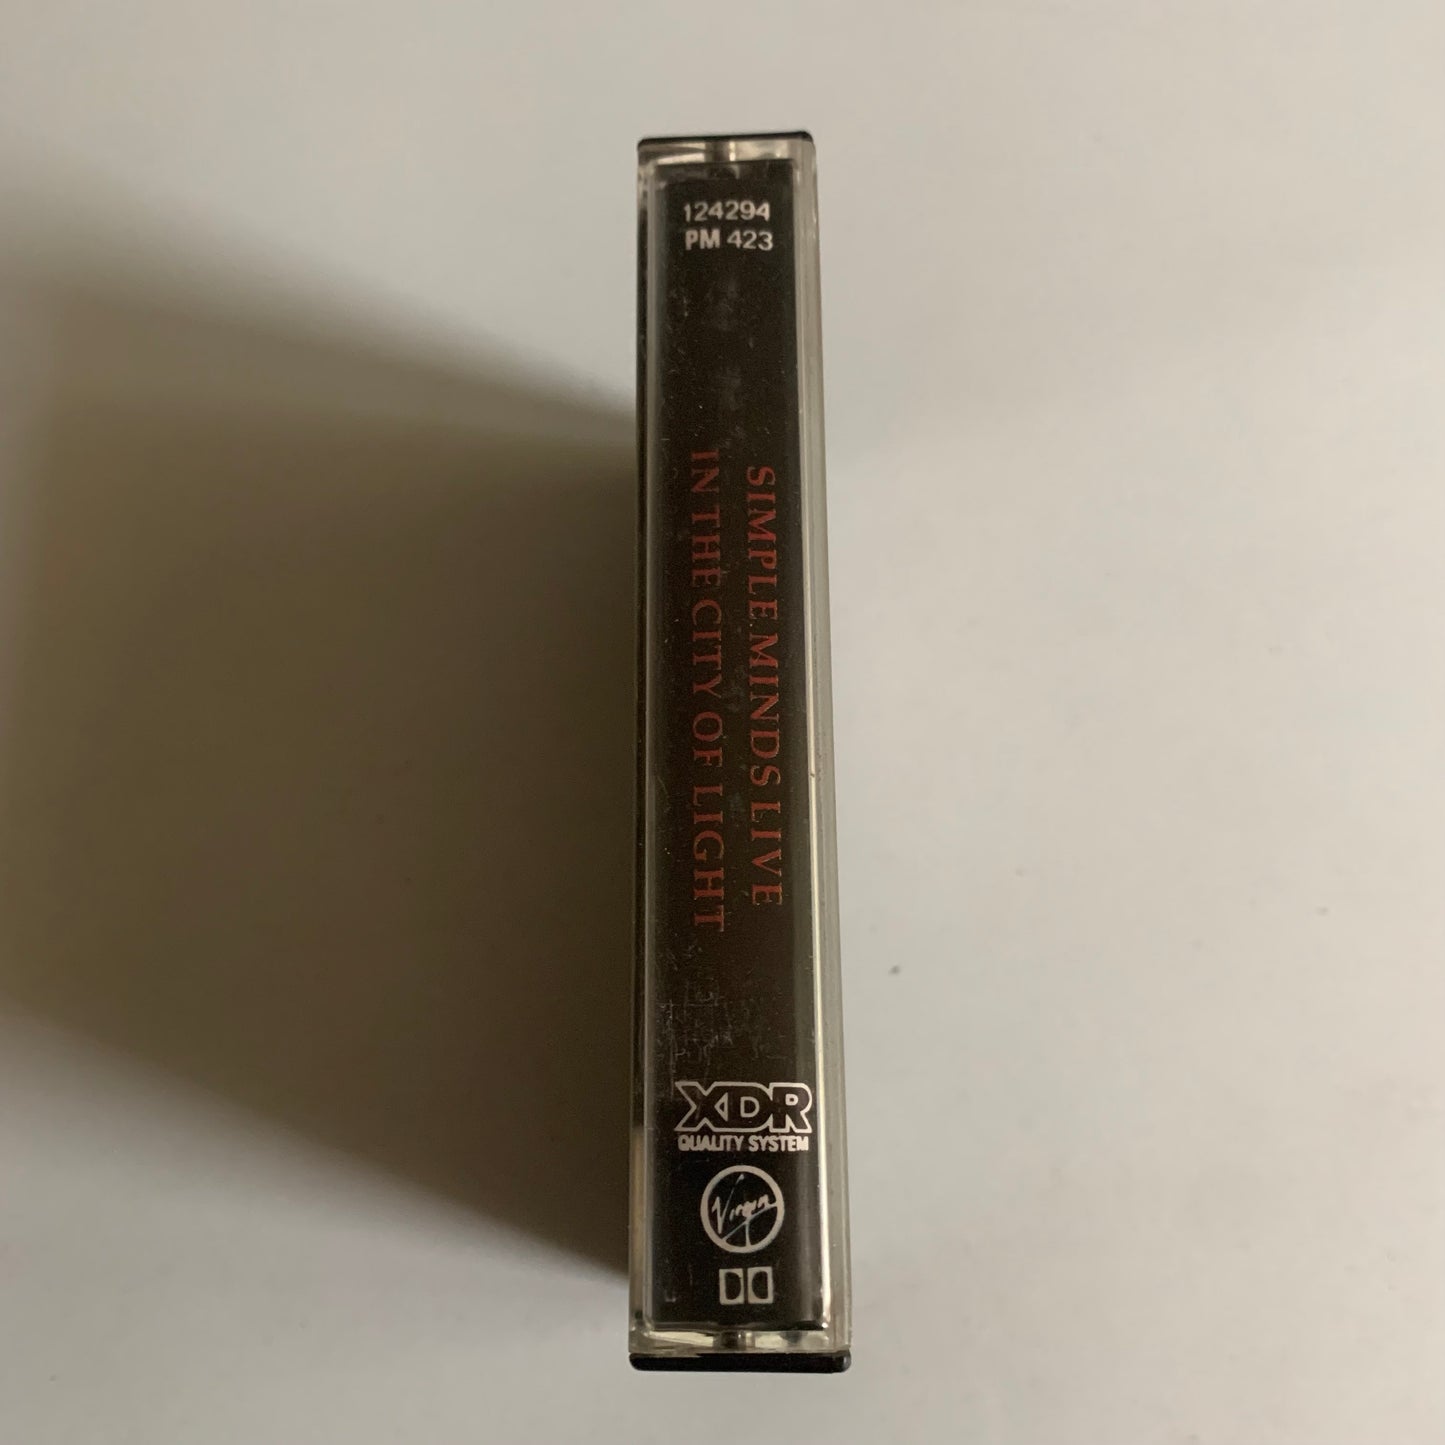 124294
PM 423
SIMPLE MINDS LIVE
IN THE CITY OF LIGHT
XDR
QUALITY SYSTEM
Virgin